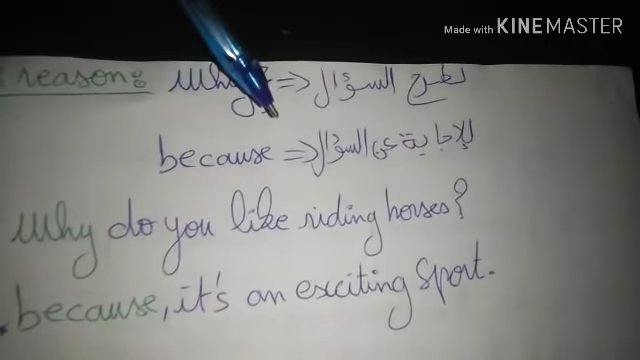 Made with KINEMASTER
reason: Why? => لطرح السؤال
because => للإجابة عن السؤال
Why do you like riding horses?
. because, it's an exciting sport.